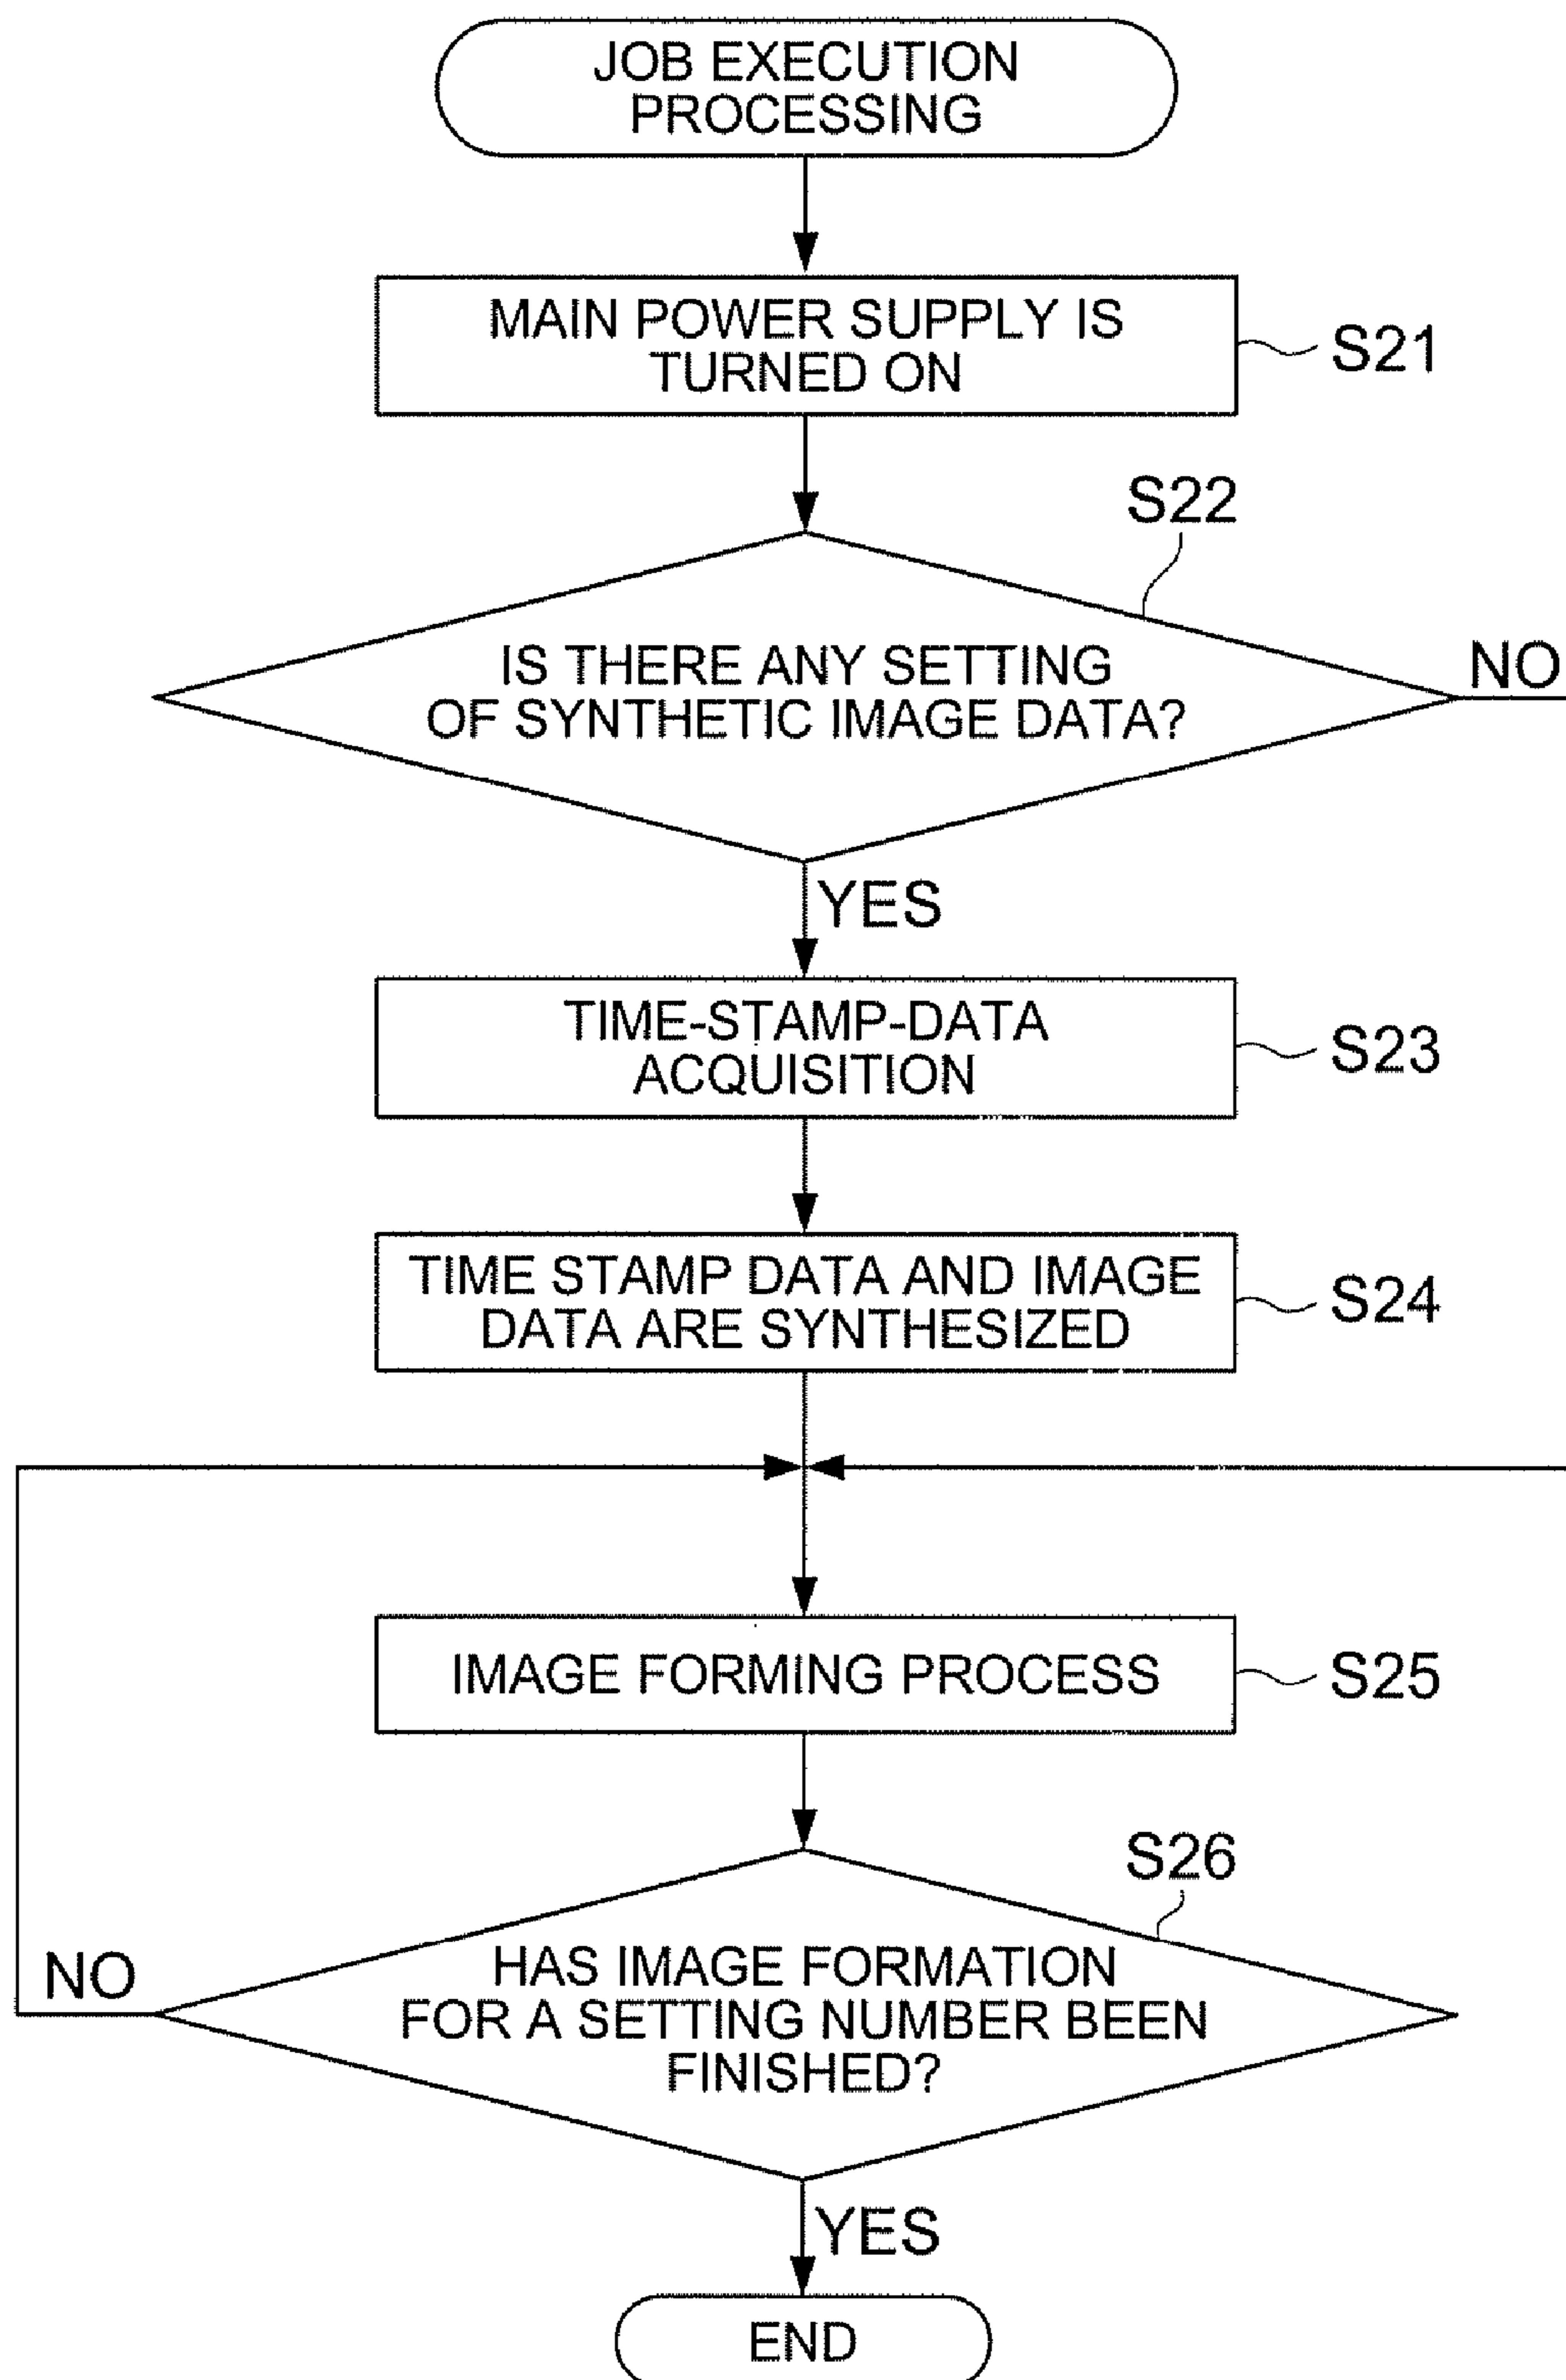 JOB EXECUTION
PROCESSING
MAIN POWER SUPPLY IS
TURNED ON
S21
S22
IS THERE ANY SETTING
OF SYNTHETIC IMAGE DATA?
NO
YES
TIME-STAMP-DATA
ACQUISITION
S23
TIME STAMP DATA AND IMAGE
DATA ARE SYNTHESIZED
S24
IMAGE FORMING PROCESS
S25
S26
HAS IMAGE FORMATION
FOR A SETTING NUMBER BEEN
FINISHED?
NO
YES
END